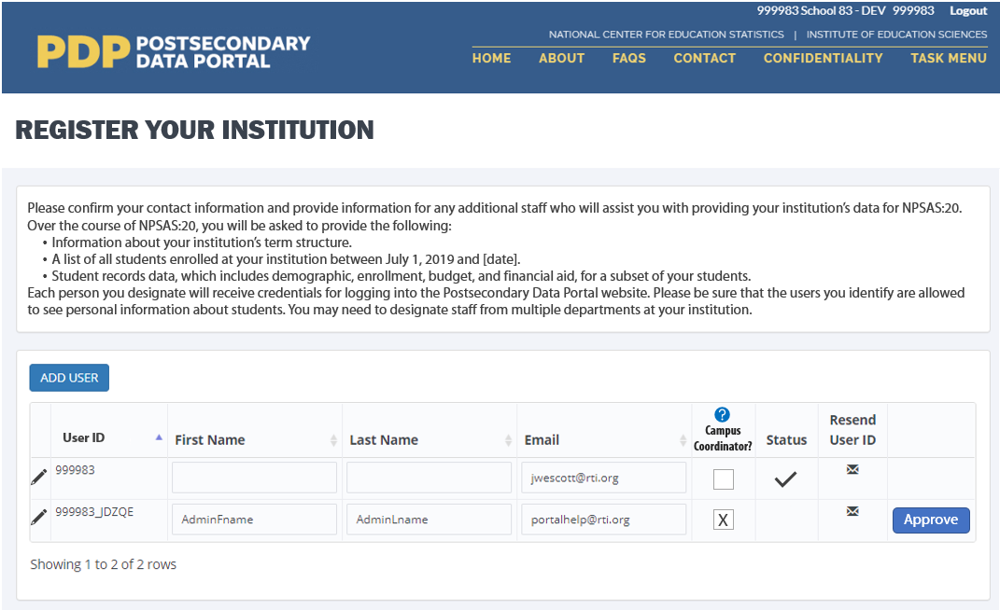 999983 School 83 - DEV 999983 Logout
PDP POSTSECONDARY DATA PORTAL
NATIONAL CENTER FOR EDUCATION STATISTICS | INSTITUTE OF EDUCATION SCIENCES
HOME ABOUT FAQS CONTACT CONFIDENTIALITY TASK MENU
REGISTER YOUR INSTITUTION
Please confirm your contact information and provide information for any additional staff who will assist you with providing your institution's data for NPSAS:20.
Over the course of NPSAS:20, you will be asked to provide the following:
• Information about your institution's term structure.
• A list of all students enrolled at your institution between July 1, 2019 and [date].
• Student records data, which includes demographic, enrollment, budget, and financial aid, for a subset of your students.
Each person you designate will receive credentials for logging into the Postsecondary Data Portal website. Please be sure that the users you identify are allowed
to see personal information about students. You may need to designate staff from multiple departments at your institution.
ADD USER
User ID First Name Last Name Email ? Campus Coordinator? Status Resend User ID
999983 jwescott@rti.org
999983_JDZQE AdminFname AdminLname portalhelp@rti.org X Approve
Showing 1 to 2 of 2 rows